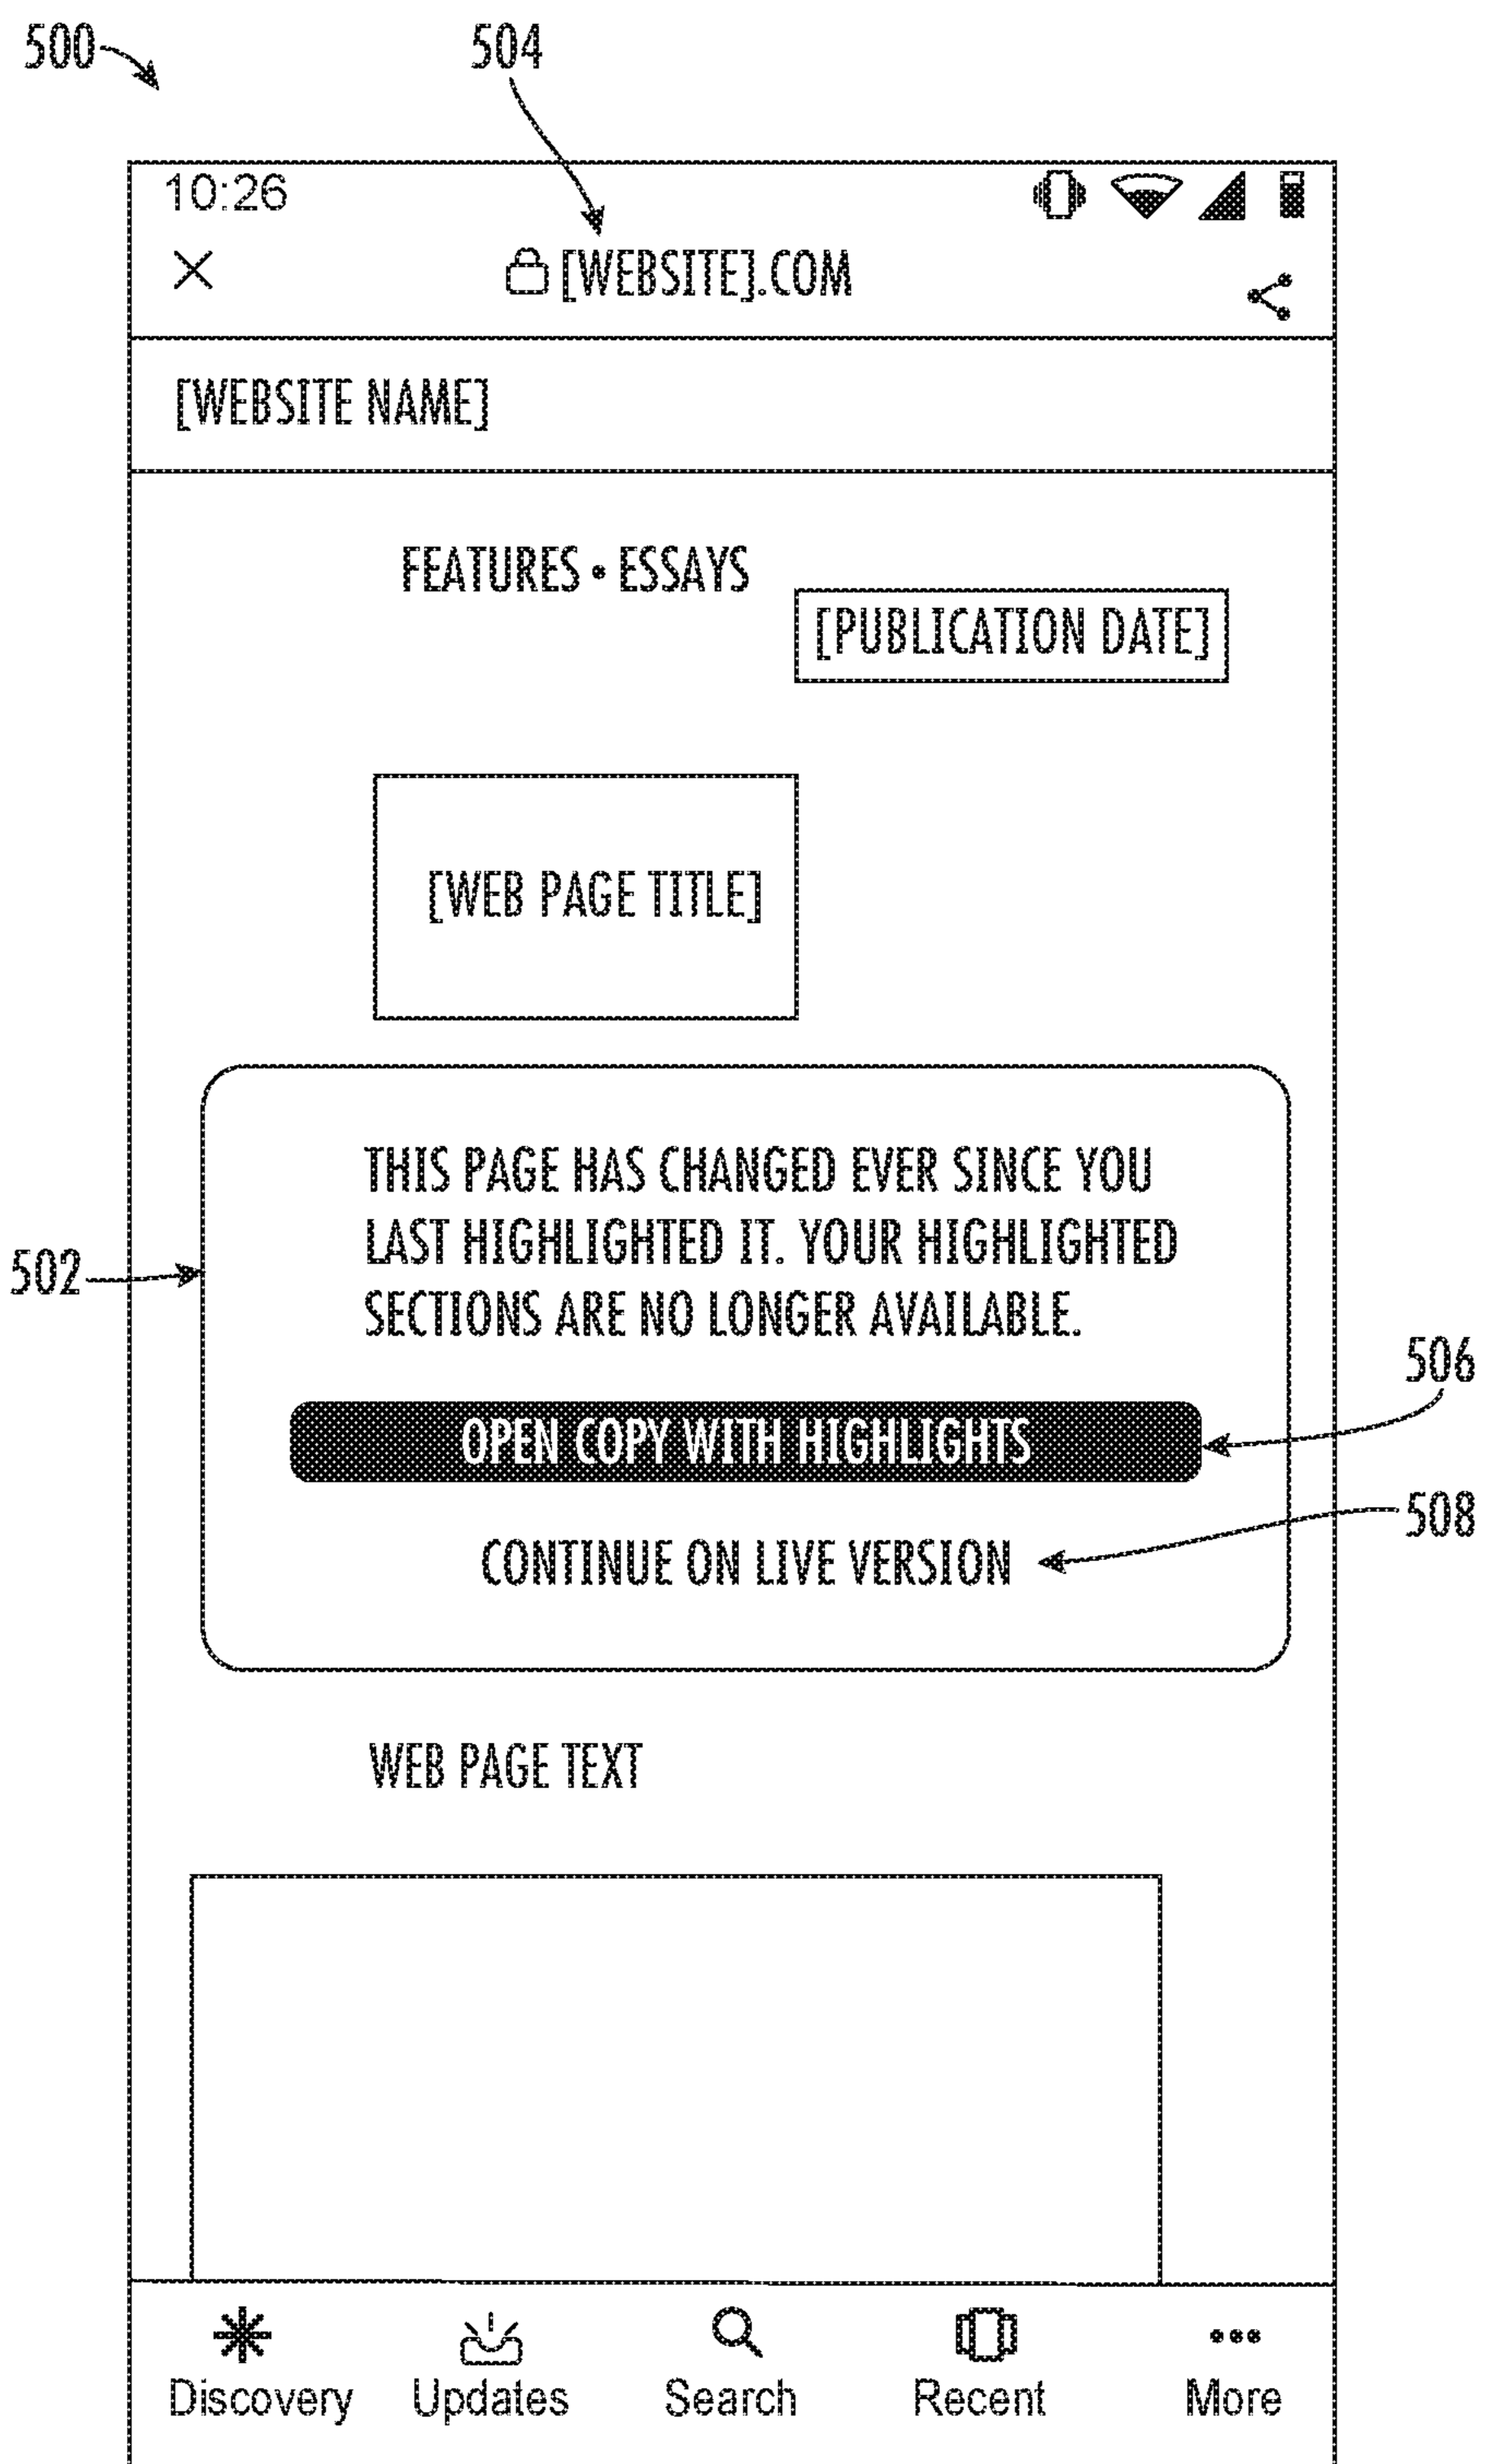 500
504
10:26
[WEBSITE].COM
[WEBSITE NAME]
FEATURES • ESSAYS
[PUBLICATION DATE]
[WEB PAGE TITLE]
THIS PAGE HAS CHANGED EVER SINCE YOU
LAST HIGHLIGHTED IT. YOUR HIGHLIGHTED
SECTIONS ARE NO LONGER AVAILABLE.
502
506
OPEN COPY WITH HIGHLIGHTS
508
CONTINUE ON LIVE VERSION
WEB PAGE TEXT
Discovery
Updates
Search
Recent
More